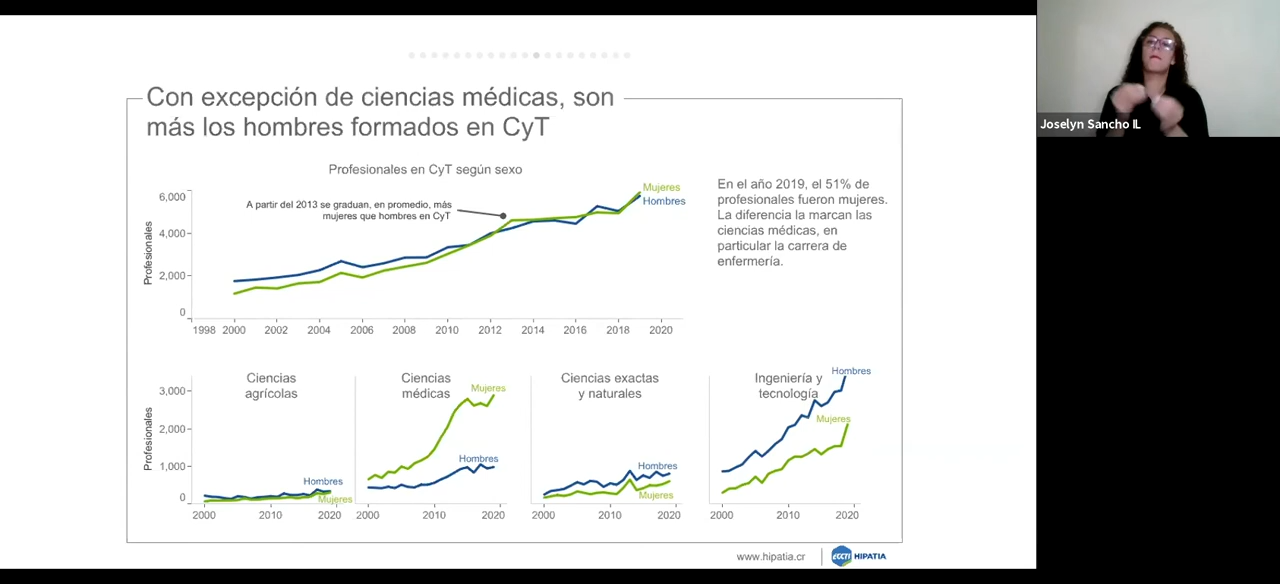 Con excepción de ciencias médicas, son
más los hombres formados en CyT
Profesionales en CyT según sexo
Profesionales
6,000
4,000
2,000
0
A partir del 2013 se graduan, en promedio, más
mujeres que hombres en CyT
Mujeres
Hombres
1998 2000 2002 2004 2006 2008 2010 2012 2014 2016 2018 2020
En el año 2019, el 51% de
profesionales fueron mujeres.
La diferencia la marcan las
ciencias médicas, en
particular la carrera de
enfermería.
Profesionales
3,000
2,000
1,000
0
Ciencias
agrícolas
Hombres
Mujeres
2000 2010 2020
Ciencias
médicas
Mujeres
Hombres
2000 2010 2020
Ciencias exactas
y naturales
Hombres
Mujeres
2000 2010 2020
Ingeniería y
tecnología
Hombres
Mujeres
2000 2010 2020
www.hipatia.cr
ECCTI HIPATIA
Joselyn Sancho IL